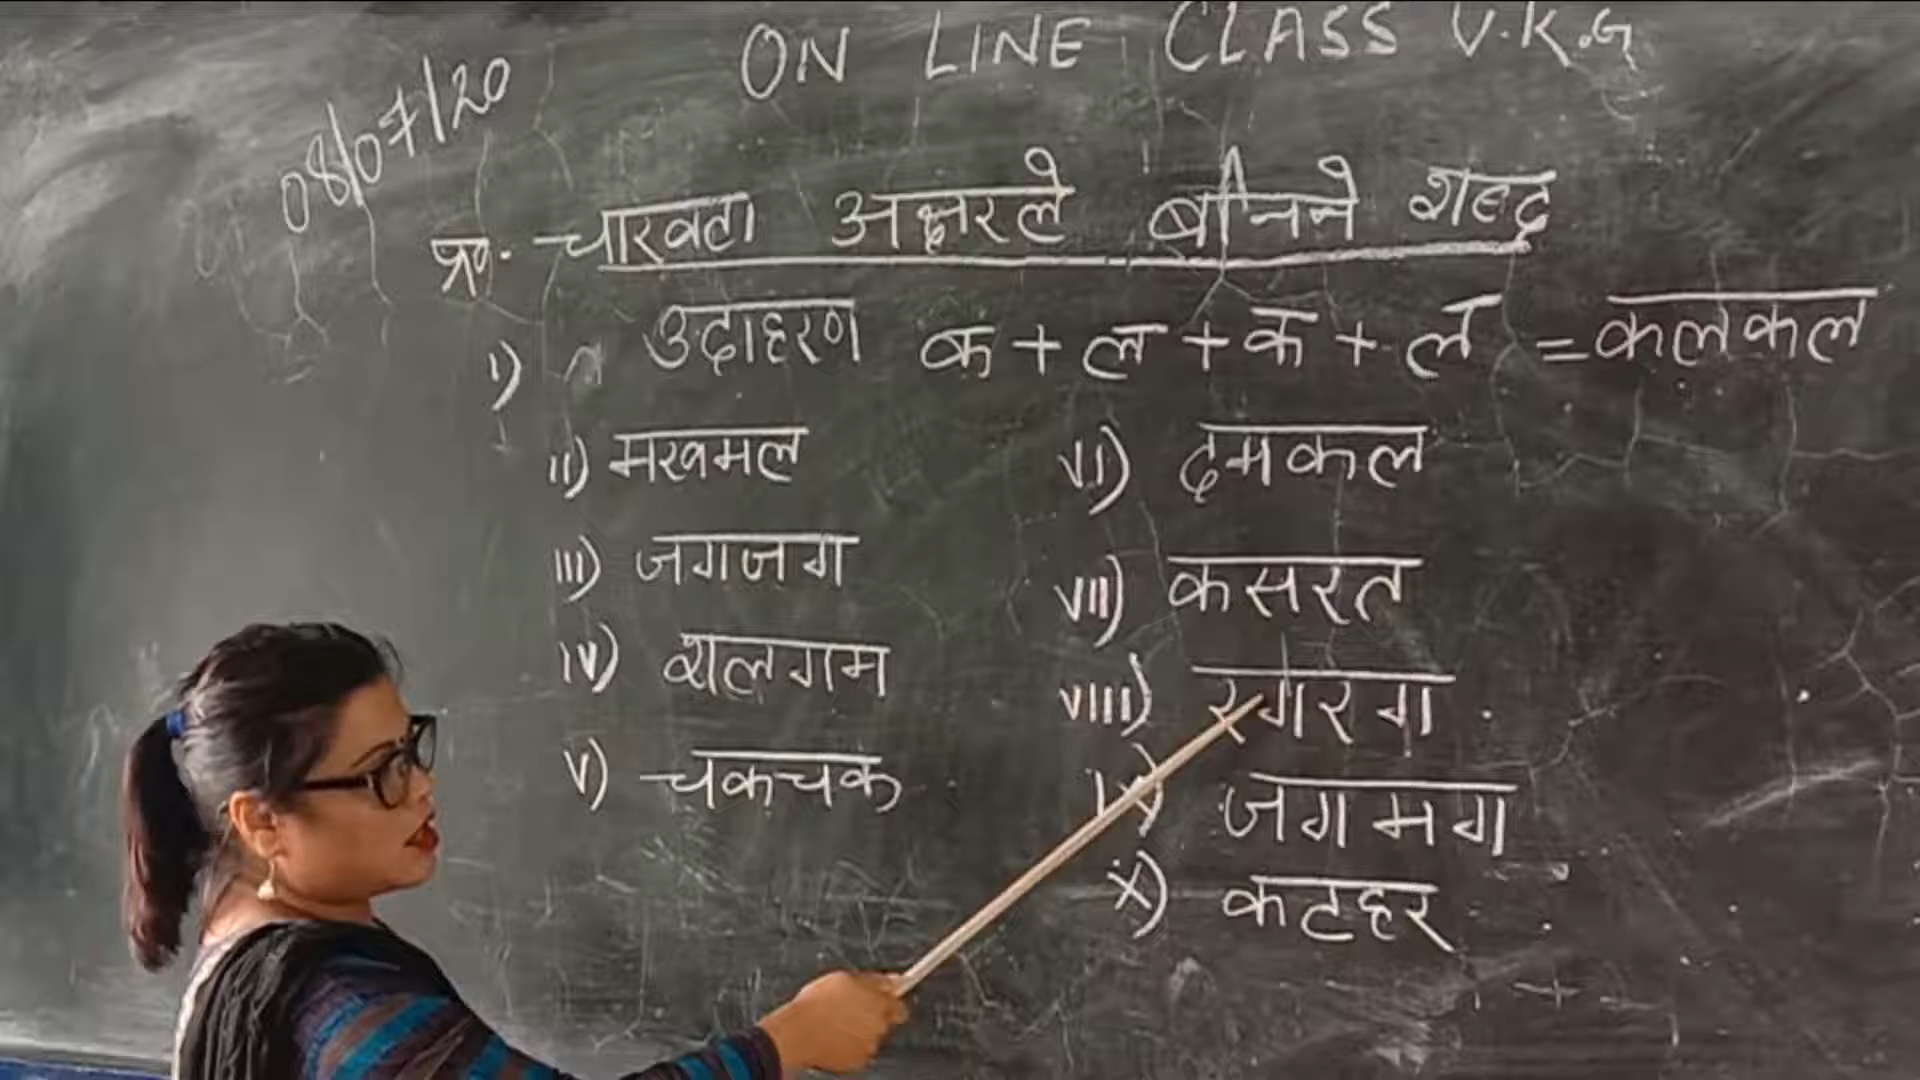 ON LINE CLASS U.K.G
08/07/20
प्र०- चारवटा अक्षरले बनिने शब्द
I) उदाहरण क + ल + क + ल = कलकल
II) मखमल
III) जगजग
IV) शलगम
V) चकचक
VI) दमकल
VII) कसरत
VIII) रगरग
IX) जगमग
X) कटहर